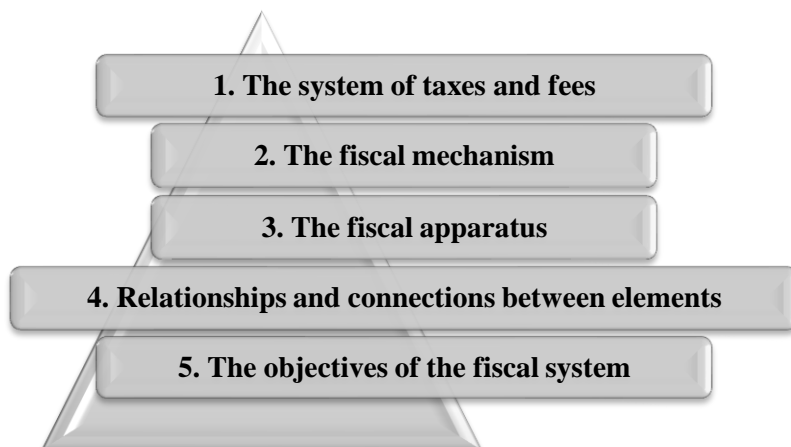 1. The system of taxes and fees
2. The fiscal mechanism
3. The fiscal apparatus
4. Relationships and connections between elements
5. The objectives of the fiscal system